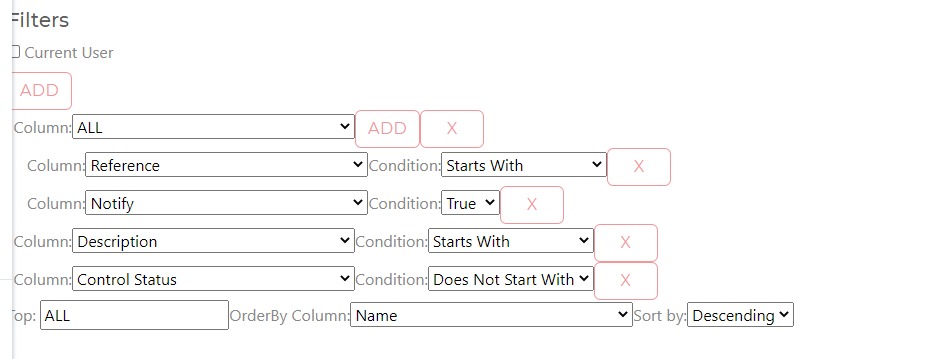 Filters
Current User
ADD
Column: ALL ADD X
Column: Reference Condition: Starts With X
Column: Notify Condition: True X
Column: Description Condition: Starts With X
Column: Control Status Condition: Does Not Start With X
Top: ALL OrderBy Column: Name Sort by: Descending